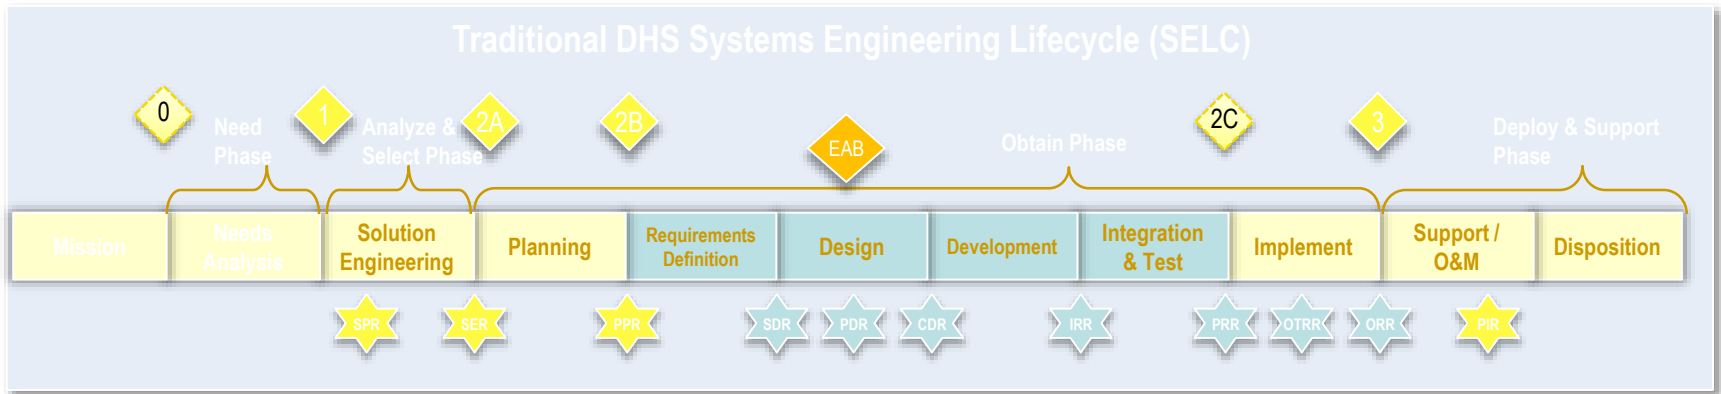 Traditional DHS Systems Engineering Lifecycle (SELC)
0
Need
Phase
1
Analyze &
Select Phase
2A
2B
EAB
Obtain Phase
2C
3
Deploy & Support
Phase
Mission
Needs
Analysis
Solution
Engineering
Planning
Requirements
Definition
Design
Development
Integration
& Test
Implement
Support /
O&M
Disposition
SPR
SER
PPR
SDR
PDR
CDR
IRR
PRR
OTRR
ORR
PIR